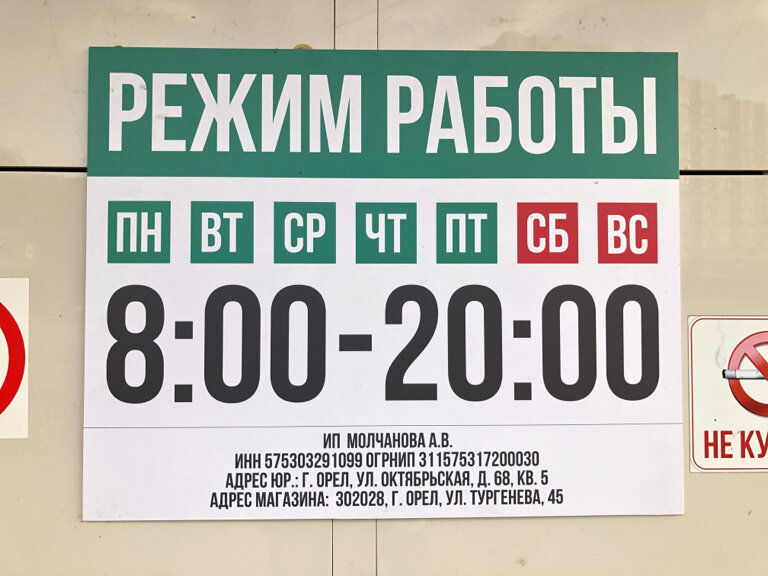 РЕЖИМ РАБОТЫ
ПН ВТ СР ЧТ ПТ СБ ВС
8:00-20:00
ИП МОЛЧАНОВА А.В.
ИНН 575303291099 ОГРНИП 311575317200030
АДРЕС ЮР.: Г. ОРЕЛ, УЛ. ОКТЯБРЬСКАЯ, Д. 68, КВ. 5
АДРЕС МАГАЗИНА: 302028, Г. ОРЕЛ, УЛ. ТУРГЕНЕВА, 45
НЕ КУ